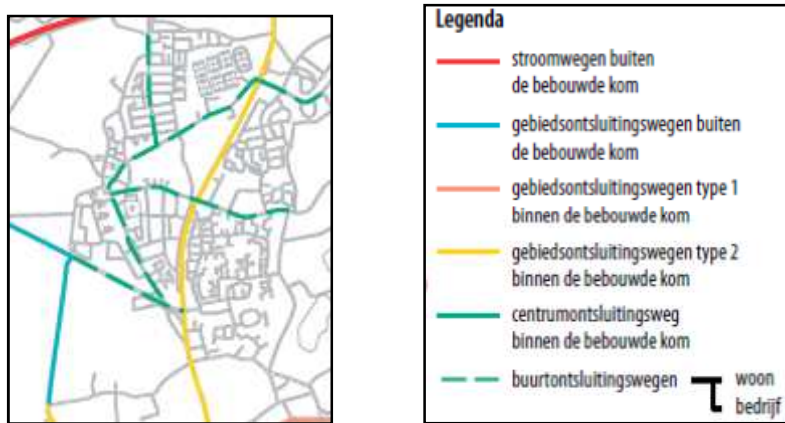 Legenda
stroomwegen buiten
de bebouwde kom
gebiedsontsluitingswegen buiten
de bebouwde kom
gebiedsontsluitingswegen type 1
binnen de bebouwde kom
gebiedsontsluitingswegen type 2
binnen de bebouwde kom
centrumontsluitingsweg
binnen de bebouwde kom
buurtontsluitingswegen woon
bedrijf